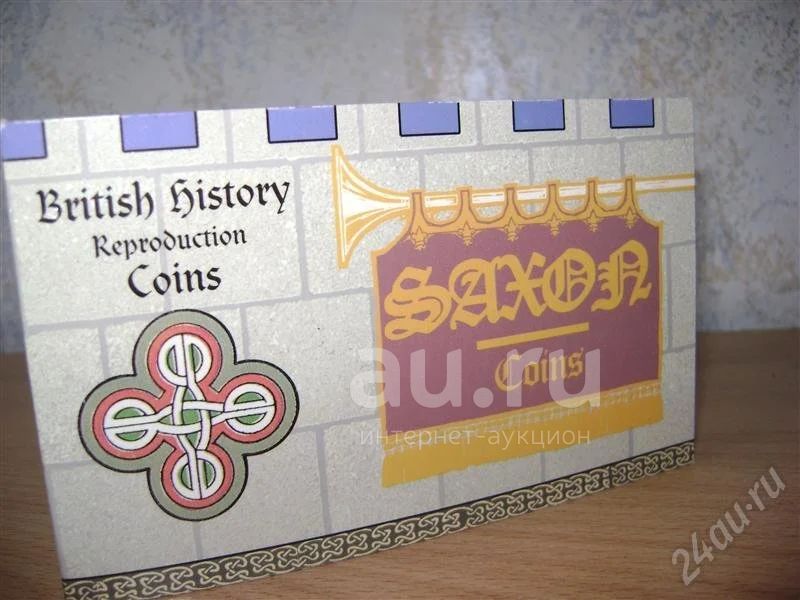 British History
Reproduction
Coins
SAXON
Coins
au.ru
интернет-аукцион
24au.ru